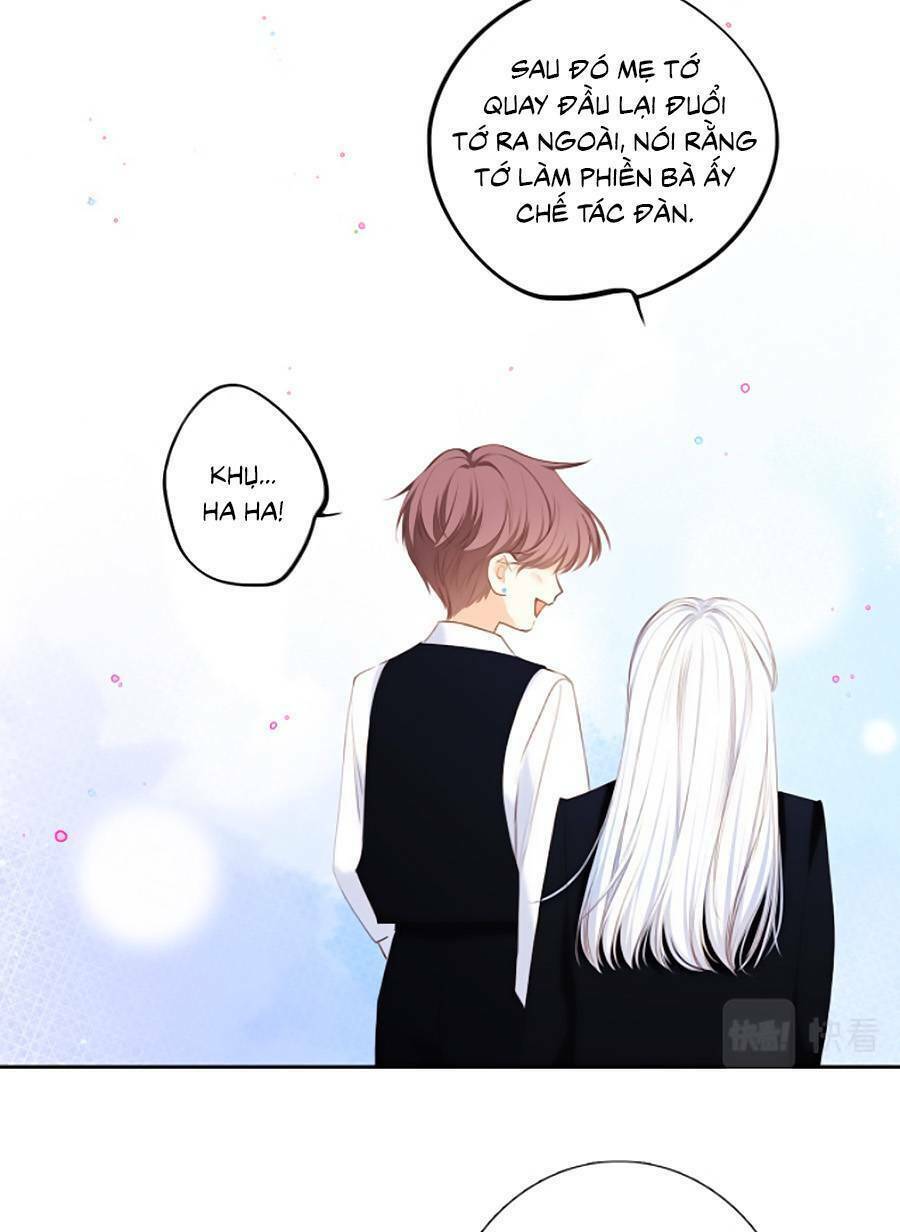 SAU ĐÓ MẸ TỚ
QUAY ĐẦU LẠI ĐUỔI
TỚ RA NGOÀI, NÓI RẰNG
TỚ LÀM PHIỀN BÀ ẤY
CHẾ TÁC ĐÀN.
KHỤ...
HA HA!
快看! 快看